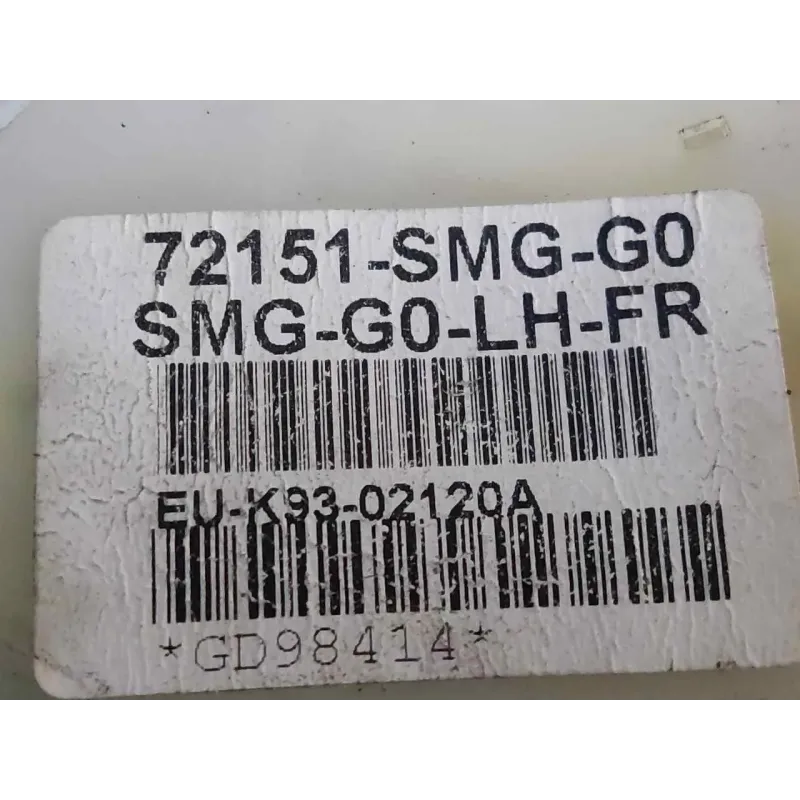 72151-SMG-G0
SMG-G0-LH-FR
EU-K93-02120A
*GD98414*